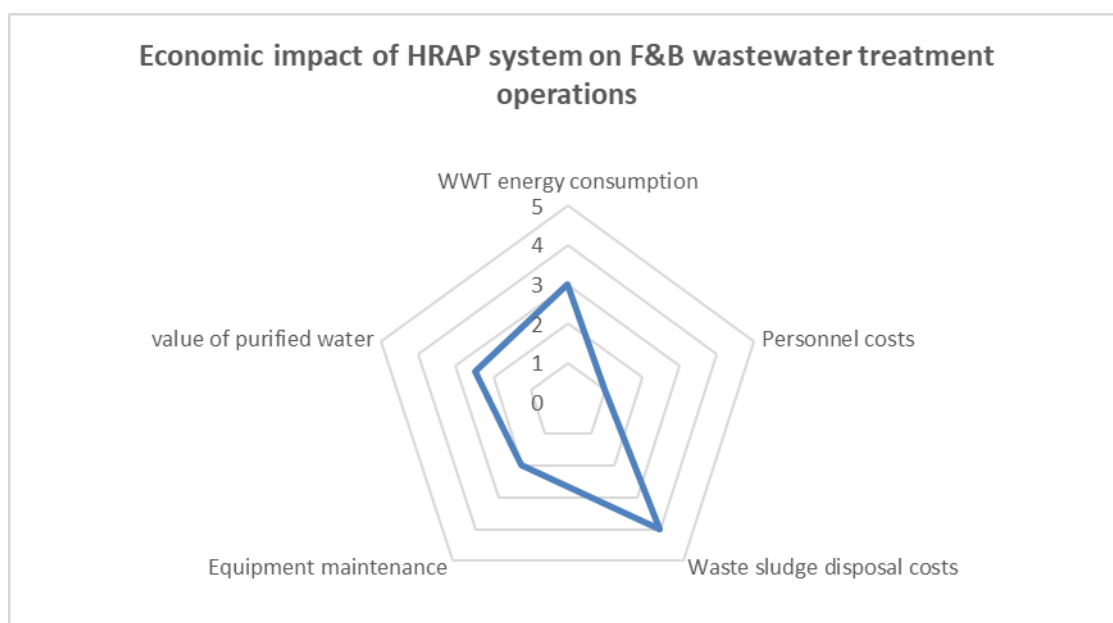 Economic impact of HRAP system on F&B wastewater treatment
operations
WWT energy consumption
5
4
3
2
1
0
value of purified water
Personnel costs
Equipment maintenance
Waste sludge disposal costs